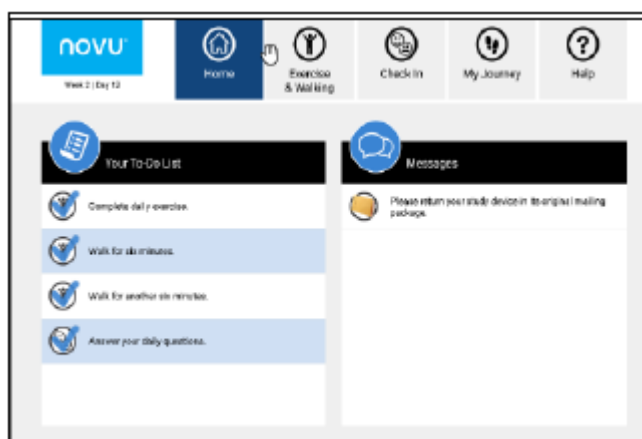 novu
Week 2 | Day 13
Home
Exercise
& Walking
Check In
My Journey
Help
Your To-Do List
Messages
Complete daily exercise.
Walk for six minutes.
Walk for another six minutes.
Answer your daily questions.
Please return your study device in its original mailing
package.